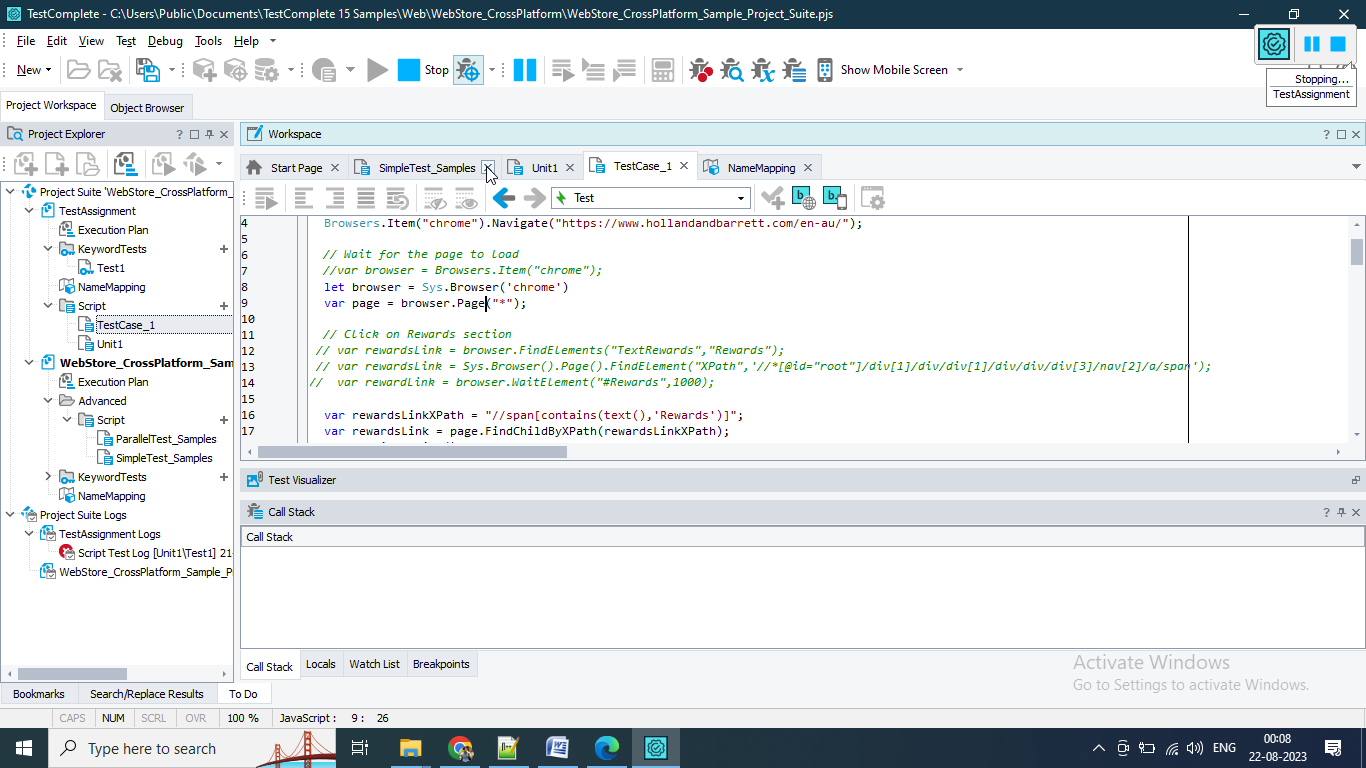 TestComplete - C:\Users\Public\Documents\TestComplete 15 Samples\Web\WebStore_CrossPlatform\WebStore_CrossPlatform_Sample_Project_Suite.pjs
File Edit View Test Debug Tools Help
New Stop Show Mobile Screen
Stopping...
TestAssignment
Project Workspace Object Browser
Project Explorer
Workspace
Start Page SimpleTest_Samples Unit1 TestCase_1 NameMapping
Test
Project Suite 'WebStore_CrossPlatform_
TestAssignment
Execution Plan
KeywordTests
Test1
NameMapping
Script
TestCase_1
Unit1
WebStore_CrossPlatform_Sam
Execution Plan
Advanced
Script
ParallelTest_Samples
SimpleTest_Samples
KeywordTests
NameMapping
Project Suite Logs
TestAssignment Logs
Script Test Log [Unit1\Test1] 21-
WebStore_CrossPlatform_Sample_P
4 Browsers.Item("chrome").Navigate("https://www.hollandandbarrett.com/en-au/");
5
6 // Wait for the page to load
7 //var browser = Browsers.Item("chrome");
8 let browser = Sys.Browser('chrome')
9 var page = browser.Page("*");
10
11 // Click on Rewards section
12 // var rewardsLink = browser.FindElements("TextRewards","Rewards");
13 // var rewardsLink = Sys.Browser().Page().FindElement("XPath",'//*[@id="root"]/div[1]/div/div[1]/div/div/div[3]/nav[2]/a/span');
14 // var rewardLink = browser.WaitElement("#Rewards",1000);
15
16 var rewardsLinkXPath = "//span[contains(text(),'Rewards')]";
17 var rewardsLink = page.FindChildByXPath(rewardsLinkXPath);
Test Visualizer
Call Stack
Call Stack
Call Stack Locals Watch List Breakpoints
Activate Windows
Go to Settings to activate Windows.
Bookmarks Search/Replace Results To Do
CAPS NUM SCRL OVR 100 % JavaScript : 9 : 26
Type here to search
ENG
00:08
22-08-2023